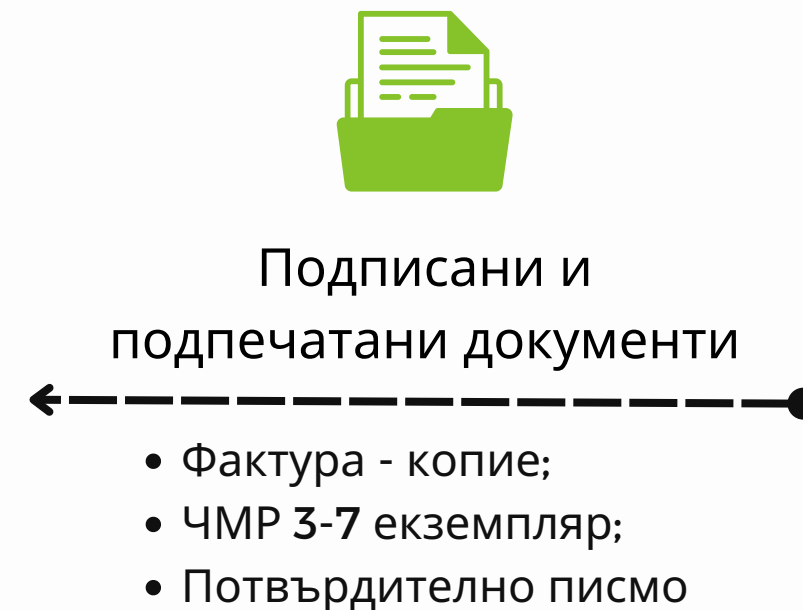 Подписани и
подпечатани документи
• Фактура - копие;
• ЧМР 3-7 екземпляр;
• Потвърдително писмо